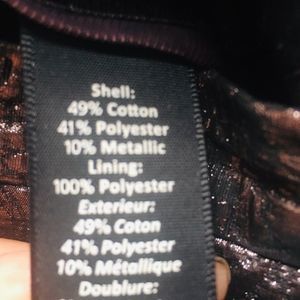 Shell:
49% Cotton
41% Polyester
10% Metallic
Lining:
100% Polyester
Exterieur:
49% Coton
41% Polyester
10% Métallique
Doublure: